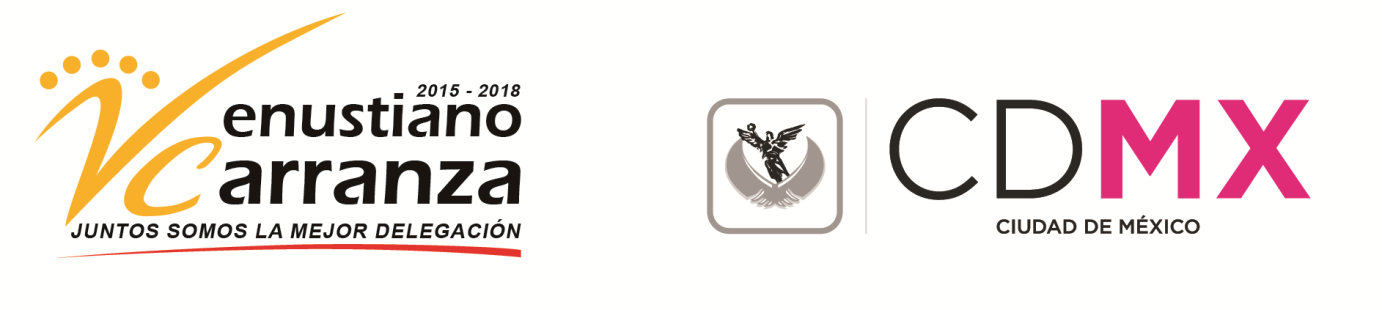 2015 - 2018
Venustiano
Carranza
JUNTOS SOMOS LA MEJOR DELEGACIÓN
CDMX
CIUDAD DE MÉXICO